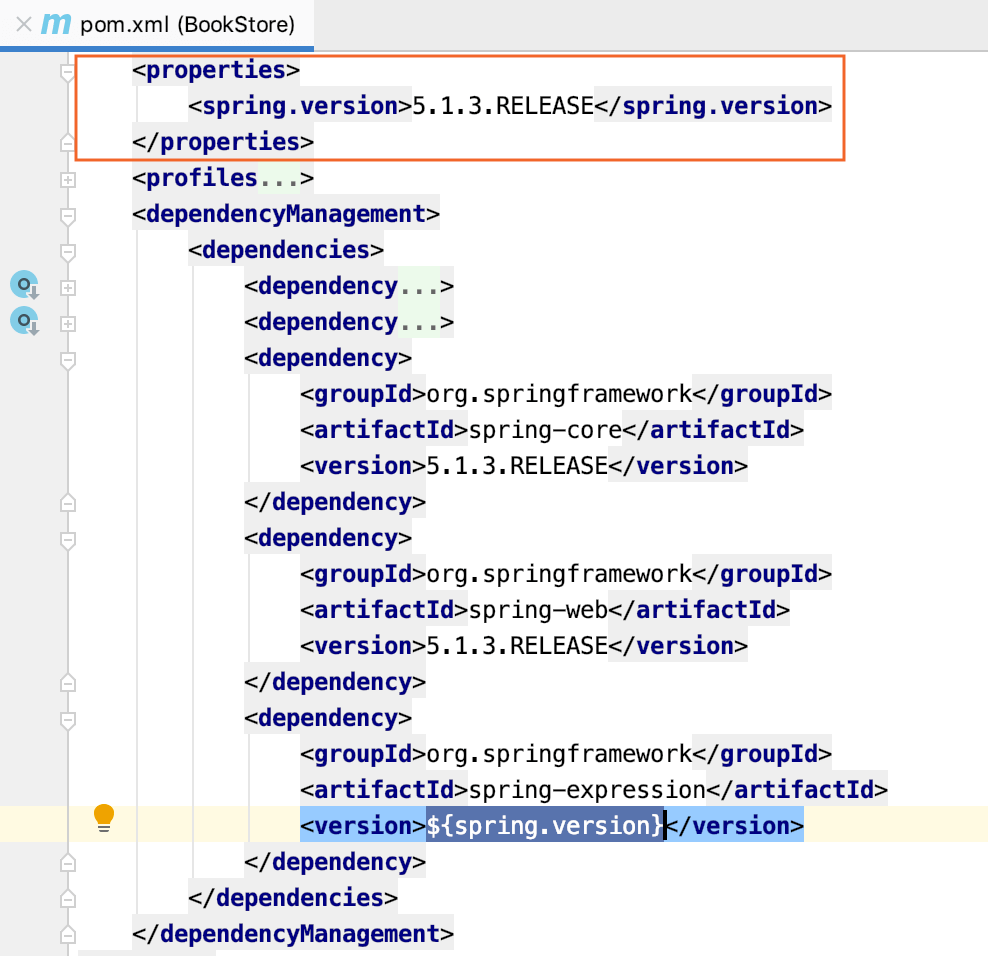 m pom.xml (BookStore)
<properties>
<spring.version>5.1.3.RELEASE</spring.version>
</properties>
<profiles...>
<dependencyManagement>
<dependencies>
<dependency...>
<dependency...>
<dependency>
<groupId>org.springframework</groupId>
<artifactId>spring-core</artifactId>
<version>5.1.3.RELEASE</version>
</dependency>
<dependency>
<groupId>org.springframework</groupId>
<artifactId>spring-web</artifactId>
<version>5.1.3.RELEASE</version>
</dependency>
<dependency>
<groupId>org.springframework</groupId>
<artifactId>spring-expression</artifactId>
<version>${spring.version}</version>
</dependency>
</dependencies>
</dependencyManagement>